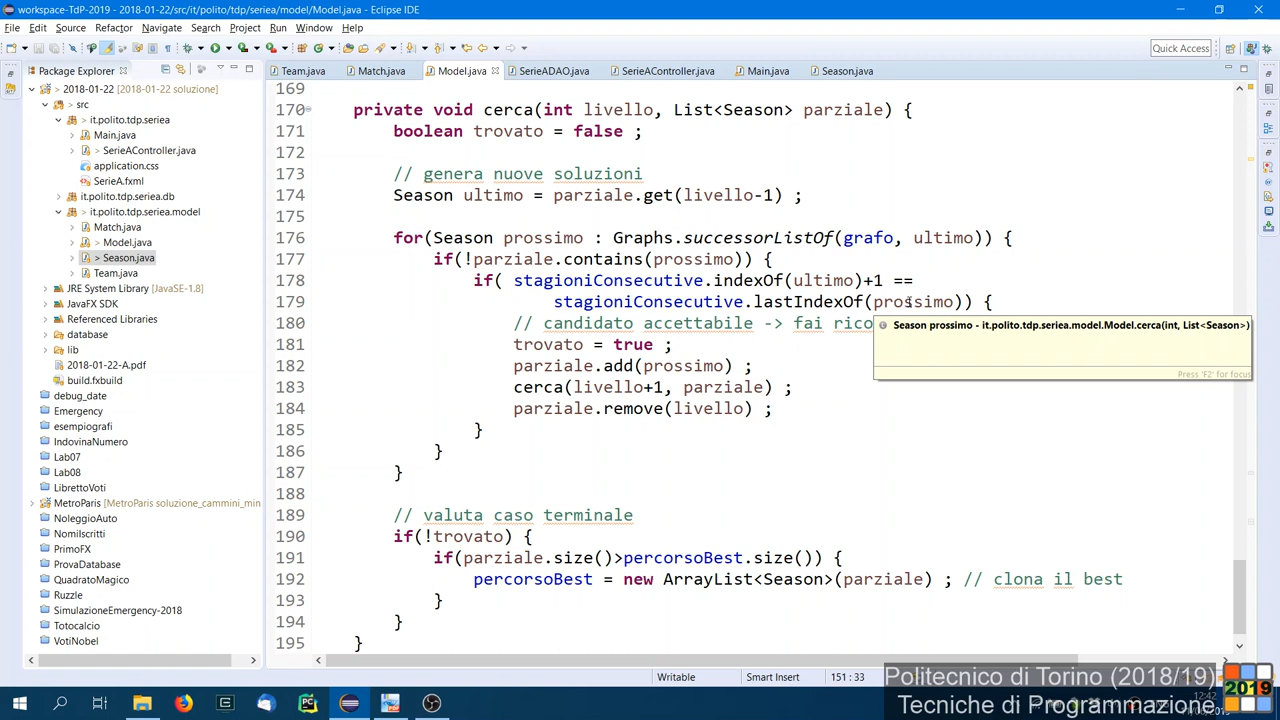 workspace-TdP-2019 - 2018-01-22/src/it/polito/tdp/seriea/model/Model.java - Eclipse IDE
File Edit Source Refactor Navigate Search Project Run Window Help
Quick Access
Package Explorer
Team.java Match.java Model.java SerieADAO.java SerieAController.java Main.java Season.java
2018-01-22 [2018-01-22 soluzione]
src
it.polito.tdp.seriea
Main.java
> SerieAController.java
application.css
SerieA.fxml
it.polito.tdp.seriea.db
it.polito.tdp.seriea.model
Match.java
> Model.java
> Season.java
Team.java
JRE System Library [JavaSE-1.8]
JavaFX SDK
Referenced Libraries
database
lib
2018-01-22-A.pdf
build.fxbuild
debug_date
Emergency
esempiografi
IndovinaNumero
Lab07
Lab08
LibrettoVoti
MetroParis [MetroParis soluzione_cammini_min
NoleggioAuto
NomiIscritti
PrimoFX
ProvaDatabase
QuadratoMagico
Ruzzle
SimulazioneEmergency-2018
Totocalcio
VotiNobel
169
170 private void cerca(int livello, List<Season> parziale) {
171 boolean trovato = false ;
172
173 // genera nuove soluzioni
174 Season ultimo = parziale.get(livello-1) ;
175
176 for(Season prossimo : Graphs.successorListOf(grafo, ultimo)) {
177 if(!parziale.contains(prossimo)) {
178 if( stagioniConsecutive.indexOf(ultimo)+1 ==
179 stagioniConsecutive.lastIndexOf(prossimo)) {
180 // candidato accettabile -> fai rico
181 trovato = true ;
182 parziale.add(prossimo) ;
183 cerca(livello+1, parziale) ;
184 parziale.remove(livello) ;
185 }
186 }
187 }
188
189 // valuta caso terminale
190 if(!trovato) {
191 if(parziale.size()>percorsoBest.size()) {
192 percorsoBest = new ArrayList<Season>(parziale) ; // clona il best
193 }
194 }
195 }
Season prossimo - it.polito.tdp.seriea.model.Model.cerca(int, List<Season>)
Press 'F2' for focus
Writable Smart Insert 151 : 33
Politecnico di Torino (2018/19)
Tecniche di Programmazione
2019
12:42